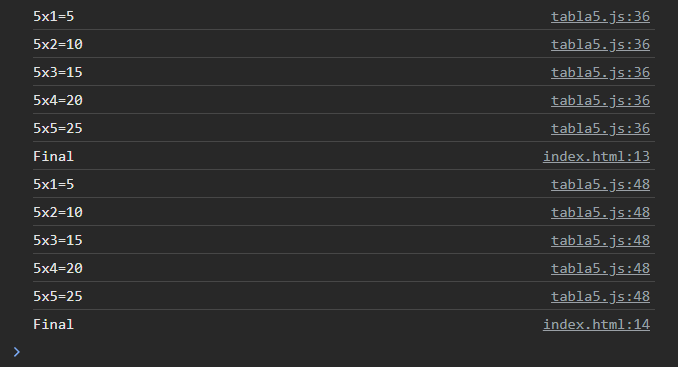 5x1=5 tabla5.js:36
5x2=10 tabla5.js:36
5x3=15 tabla5.js:36
5x4=20 tabla5.js:36
5x5=25 tabla5.js:36
Final index.html:13
5x1=5 tabla5.js:48
5x2=10 tabla5.js:48
5x3=15 tabla5.js:48
5x4=20 tabla5.js:48
5x5=25 tabla5.js:48
Final index.html:14